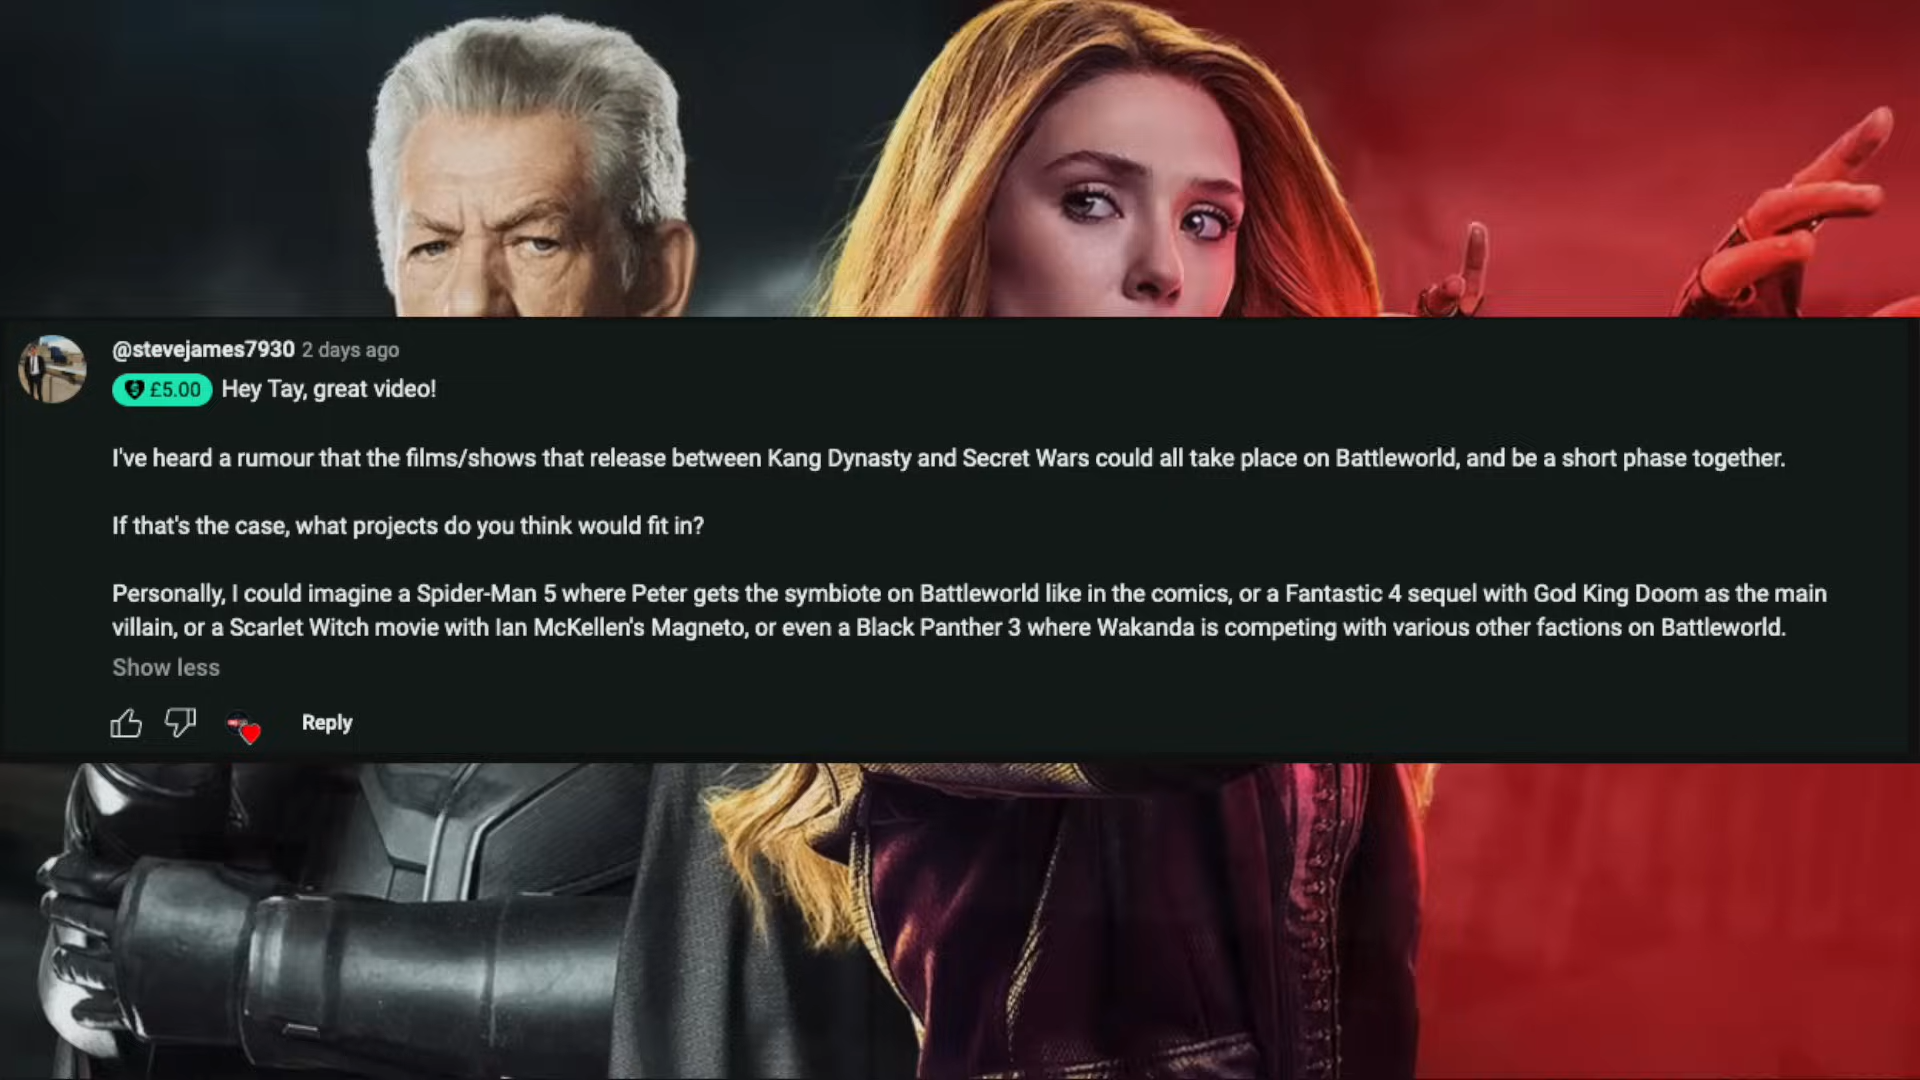 @stevejames7930 2 days ago
£5.00 Hey Tay, great video!
I've heard a rumour that the films/shows that release between Kang Dynasty and Secret Wars could all take place on Battleworld, and be a short phase together.
If that's the case, what projects do you think would fit in?
Personally, I could imagine a Spider-Man 5 where Peter gets the symbiote on Battleworld like in the comics, or a Fantastic 4 sequel with God King Doom as the main
villain, or a Scarlet Witch movie with Ian McKellen's Magneto, or even a Black Panther 3 where Wakanda is competing with various other factions on Battleworld.
Show less
Reply